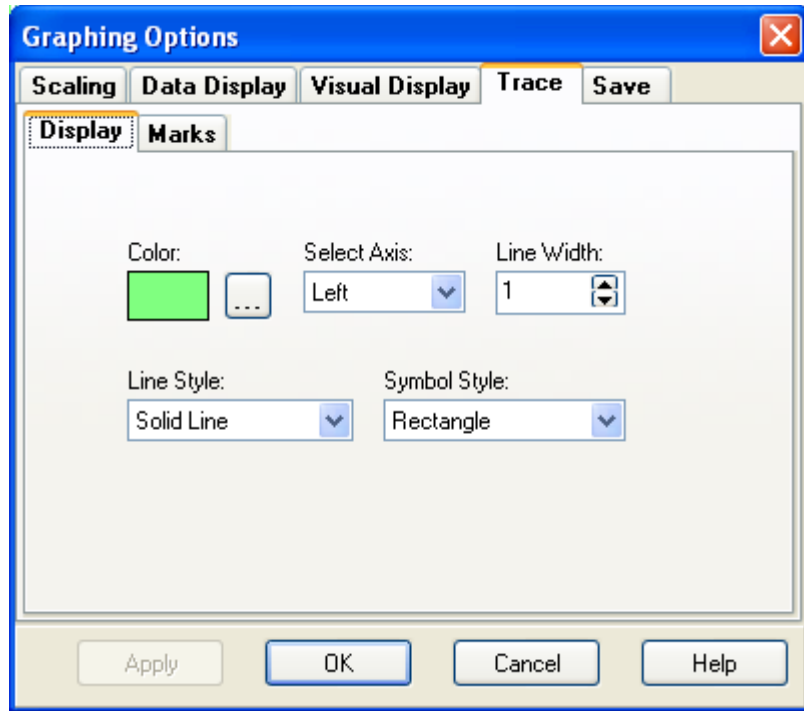 Graphing Options
Scaling Data Display Visual Display Trace Save
Display Marks
Color: Select Axis: Line Width:
... Left 1
Line Style: Symbol Style:
Solid Line Rectangle
Apply OK Cancel Help